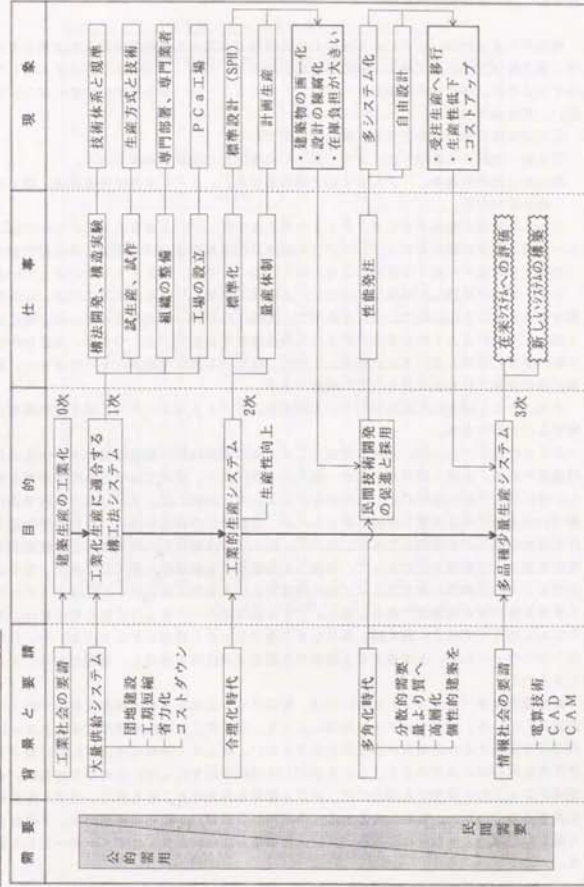 需要
背景と要請
目的
仕事
現象
公的需用
民間需要
工業社会の要請
大量供給システム
団地建設
工期短縮
省力化
コストダウン
合理化時代
多角化時代
分散的需要
量より質へ
高層化
個性的建築を
情報社会の要請
電算技術
CAD
CAM
建築生産の工業化
0次
工業化生産に適合する
構工法システム
1次
工業的生産システム
2次
生産性向上
民間技術開発
の促進と採用
多品種少量生産システム
3次
構法開発、構造実験
試生産、試作
組織の整備
工場の設立
標準化
量産体制
性能発注
在来システムへの評価
新しいシステムの構築
技術体系と規準
生産方式と技術
専門部署、専門業者
PCa工場
標準設計 (SPH)
計画生産
・建築物の画一化
・設計の陳腐化
・在庫負担が大きい
多システム化
自由設計
・受注生産へ移行
・生産性低下
・コストアップ